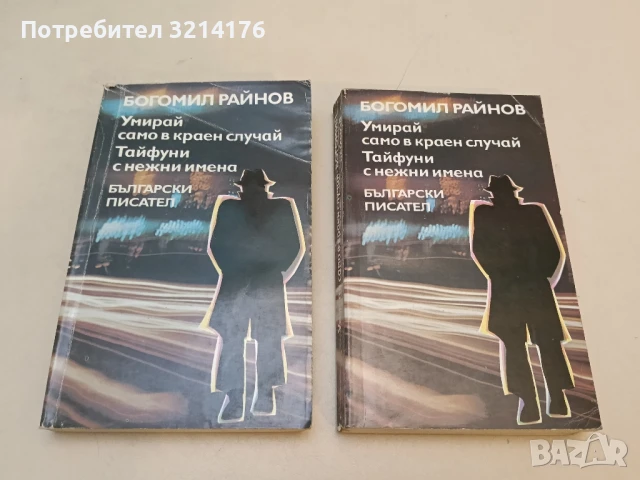 Потребител 3214176
БОГОМИЛ РАЙНОВ
Умирай
само в краен случай
Тайфуни
с нежни имена
БЪЛГАРСКИ
ПИСАТЕЛ
БОГОМИЛ РАЙНОВ
Умирай
само в краен случай
Тайфуни
с нежни имена
БЪЛГАРСКИ
ПИСАТЕЛ
BAZAR